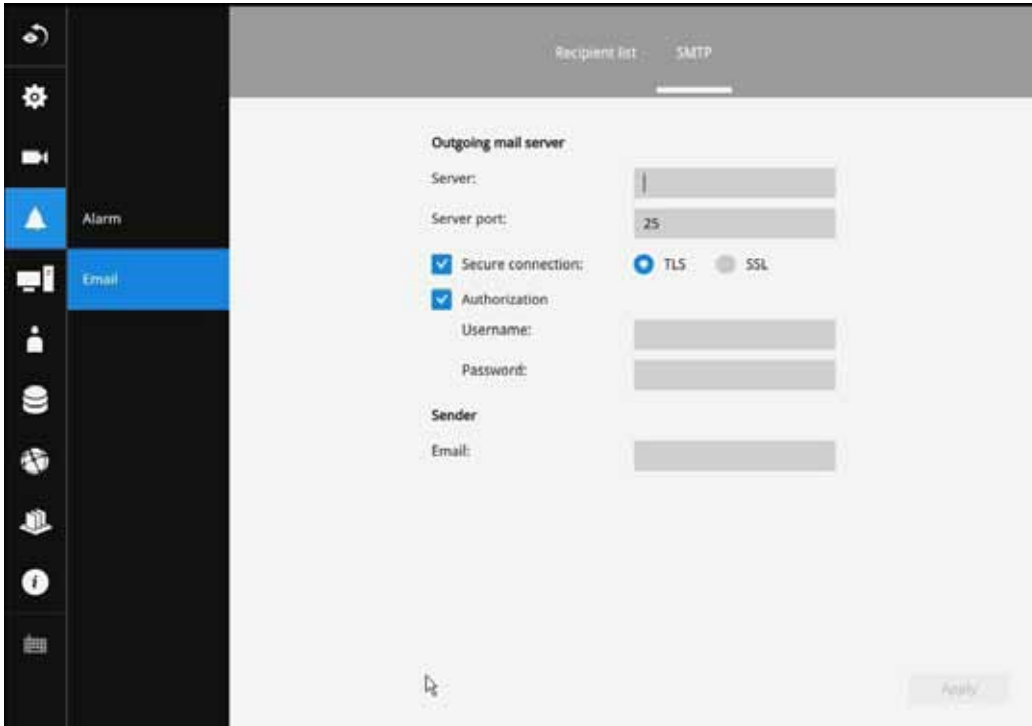 Recipient list SMTP
Outgoing mail server
Server:
Server port: 25
Alarm
Secure connection: TLS SSL
Email
Authorization
Username:
Password:
Sender
Email:
Apply